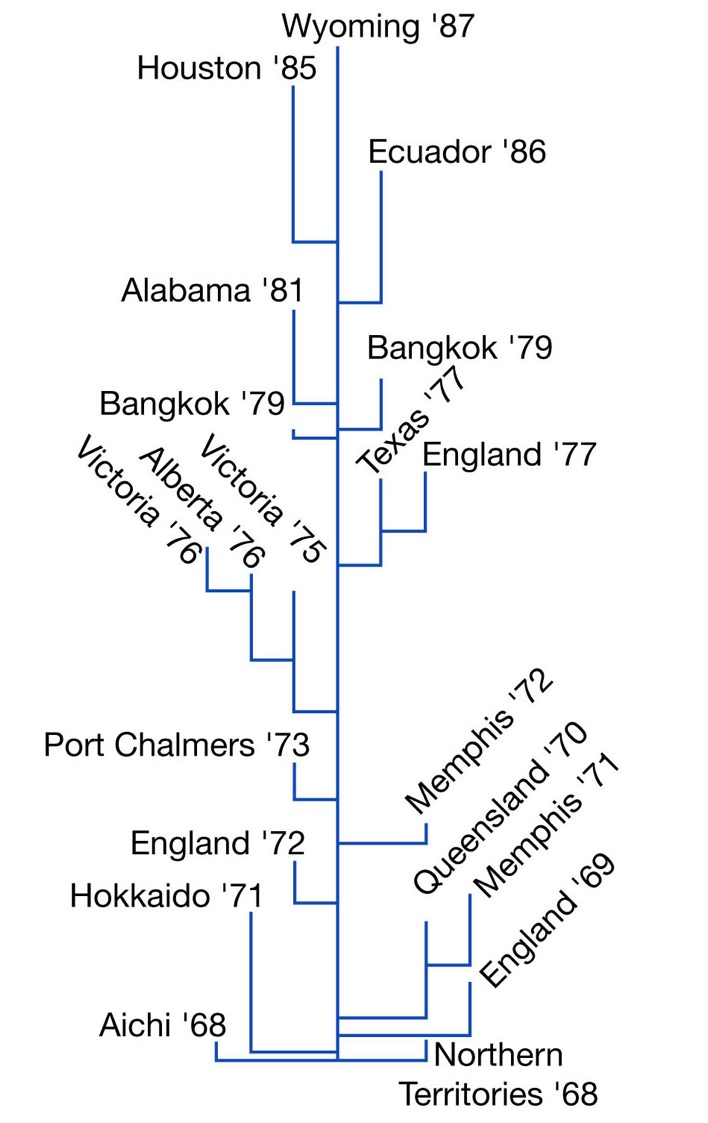 Wyoming '87
Houston '85
Ecuador '86
Alabama '81
Bangkok '79
Bangkok '79
Texas '77
England '77
Victoria '75
Alberta '76
Victoria '76
Memphis '72
Port Chalmers '73
Queensland '70
Memphis '71
England '72
England '69
Hokkaido '71
Aichi '68
Northern
Territories '68